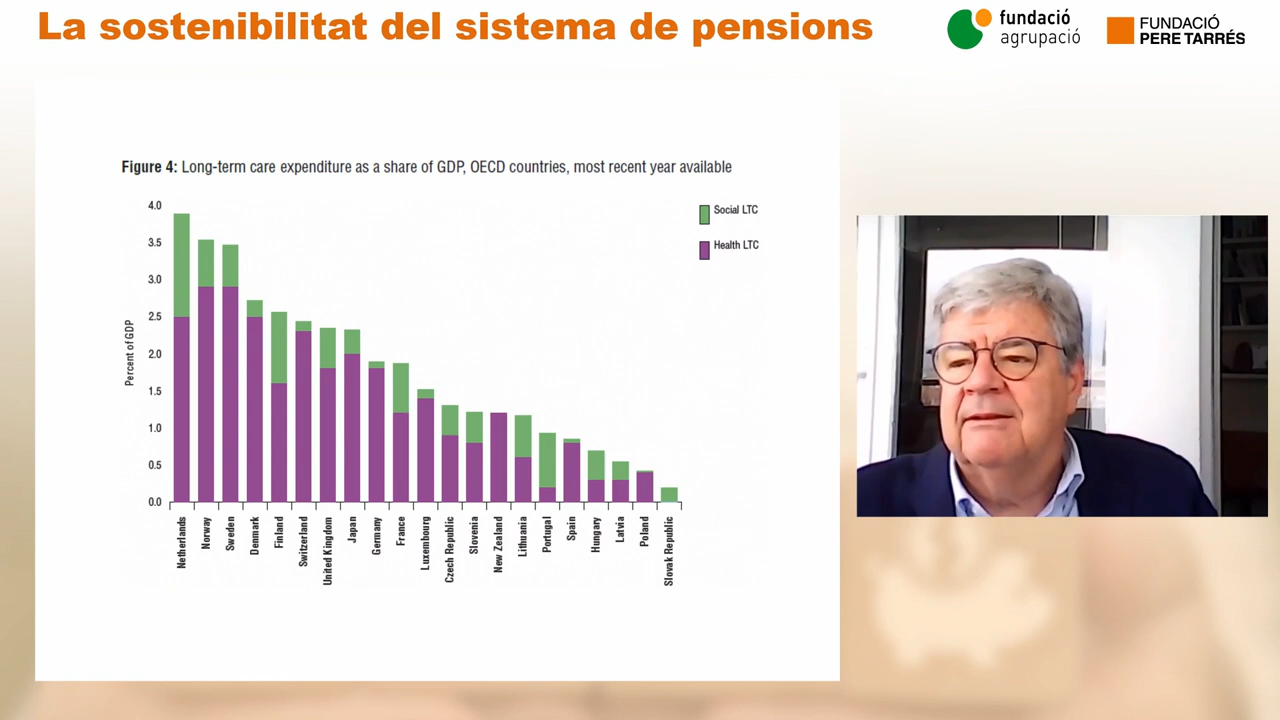 La sostenibilitat del sistema de pensions
fundació
agrupació
FUNDACIÓ
PERE TARRÉS
Figure 4: Long-term care expenditure as a share of GDP, OECD countries, most recent year available
Social LTC
Health LTC
Percent of GDP
4.0
3.5
3.0
2.5
2.0
1.5
1.0
0.5
0.0
Netherlands
Norway
Sweden
Denmark
Finland
Switzerland
United Kingdom
Japan
Germany
France
Luxembourg
Czech Republic
Slovenia
New Zealand
Lithuania
Portugal
Spain
Hungary
Latvia
Poland
Slovak Republic